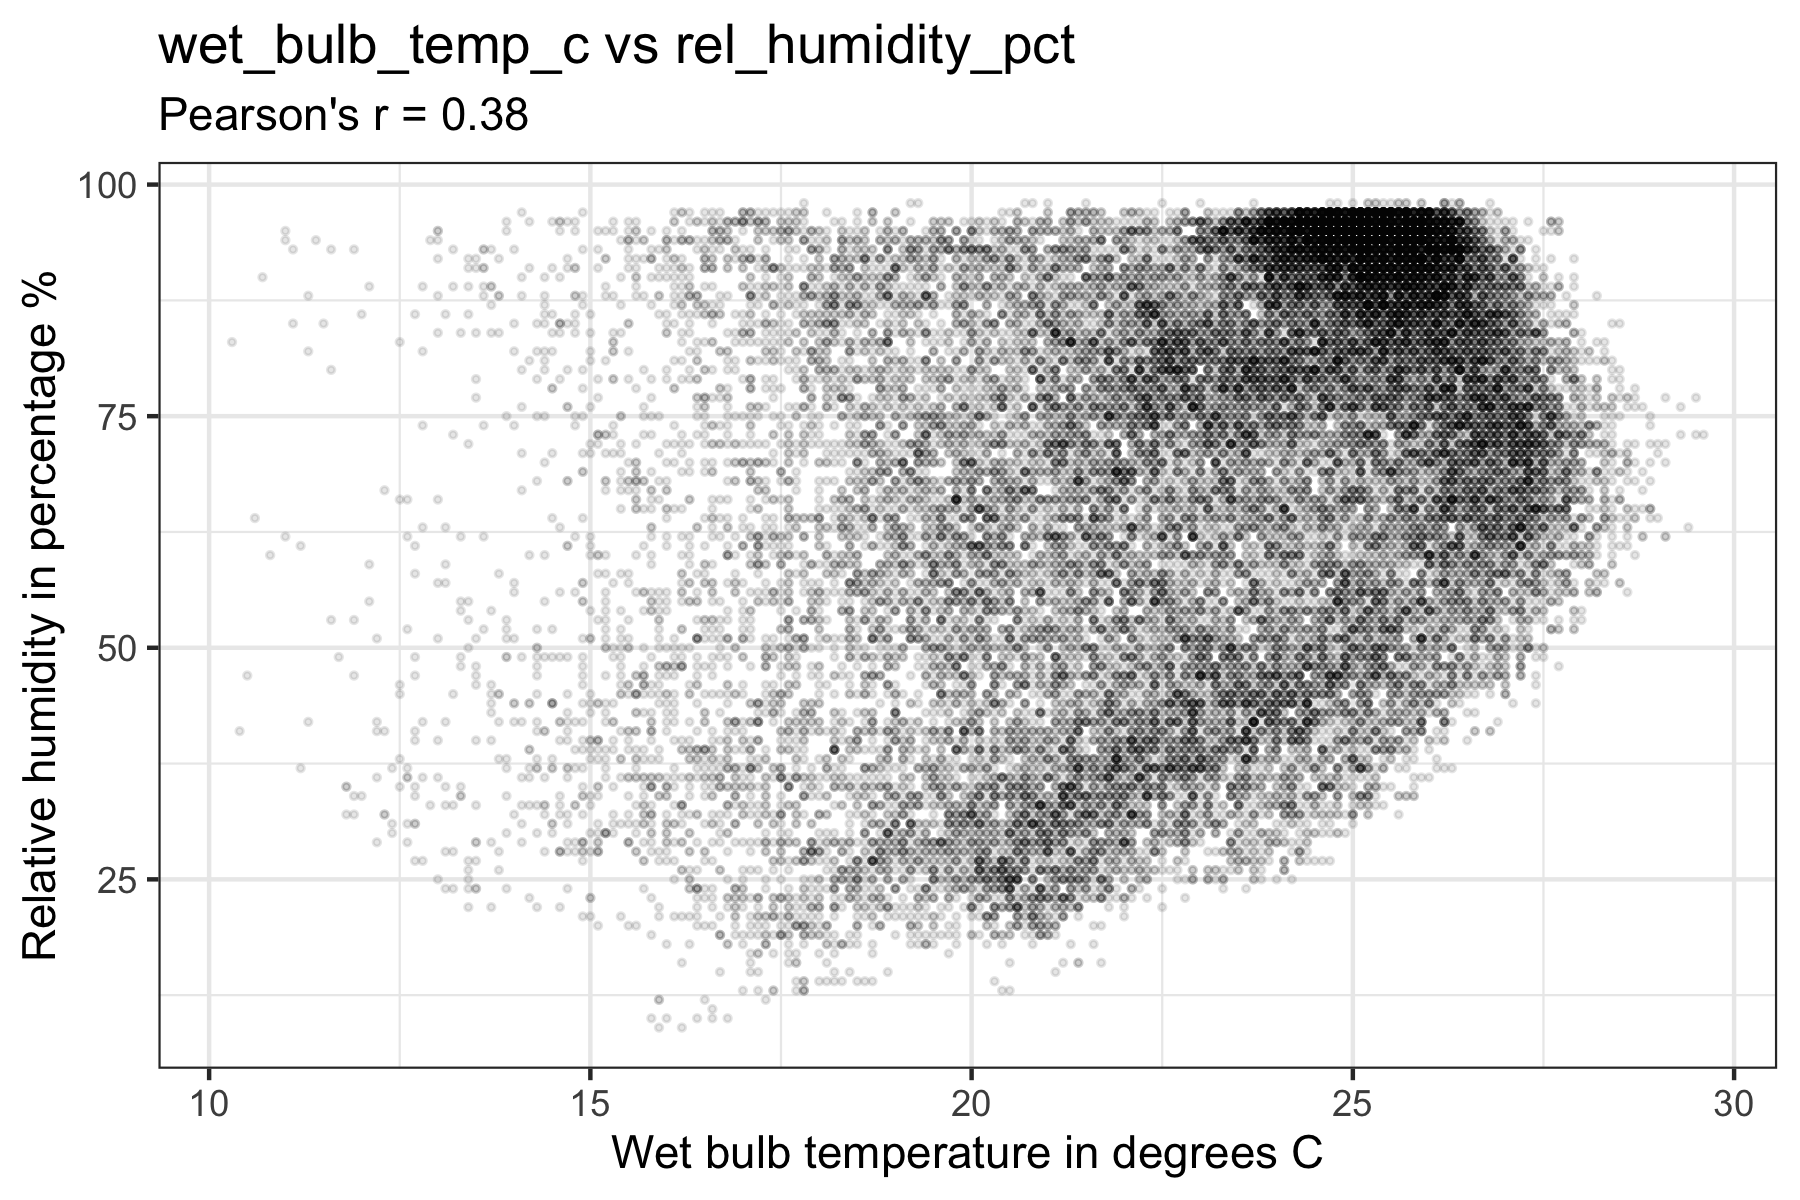 wet_bulb_temp_c vs rel_humidity_pct
Pearson's r = 0.38
Relative humidity in percentage %
100
75
50
25
10 15 20 25 30
Wet bulb temperature in degrees C